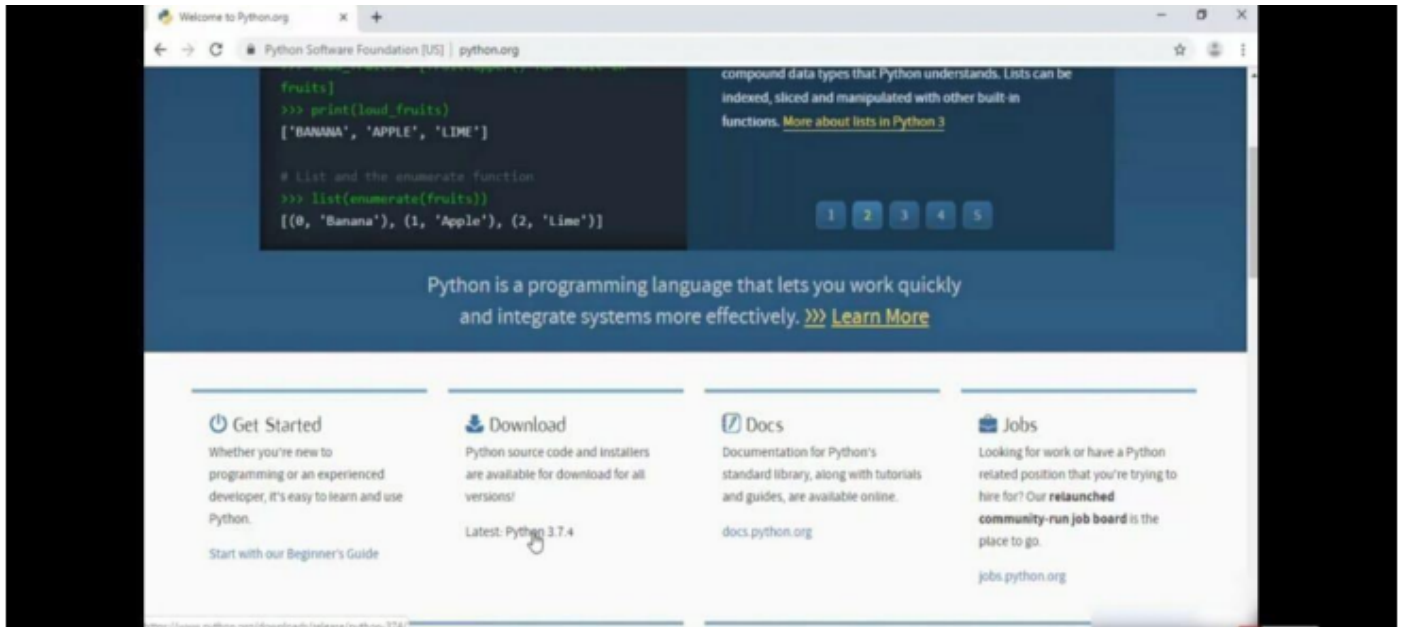 Welcome to Python.org
Python Software Foundation [US] | python.org
fruits]
>>> print(loud_fruits)
['BANANA', 'APPLE', 'LIME']
# List and the enumerate function
>>> list(enumerate(fruits))
[(0, 'Banana'), (1, 'Apple'), (2, 'Lime')]
compound data types that Python understands. Lists can be
indexed, sliced and manipulated with other built-in
functions. More about lists in Python 3
1 2 3 4 5
Python is a programming language that lets you work quickly
and integrate systems more effectively. >>> Learn More
Get Started
Whether you're new to
programming or an experienced
developer, it's easy to learn and use
Python.
Start with our Beginner's Guide
Download
Python source code and installers
are available for download for all
versions!
Latest: Python 3.7.4
Docs
Documentation for Python's
standard library, along with tutorials
and guides, are available online.
docs.python.org
Jobs
Looking for work or have a Python
related position that you're trying to
hire for? Our relaunched
community-run job board is the
place to go.
jobs.python.org